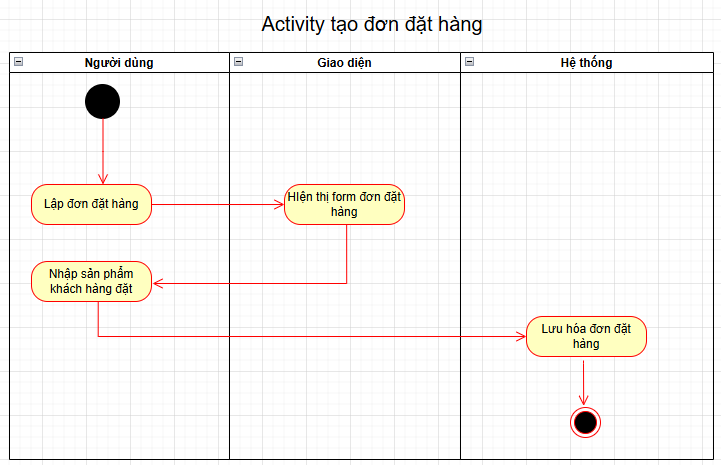 Activity tạo đơn đặt hàng
Người dùng
Giao diện
Hệ thống
Lập đơn đặt hàng
HIện thị form đơn đặt
hàng
Nhập sản phẩm
khách hàng đặt
Lưu hóa đơn đặt
hàng